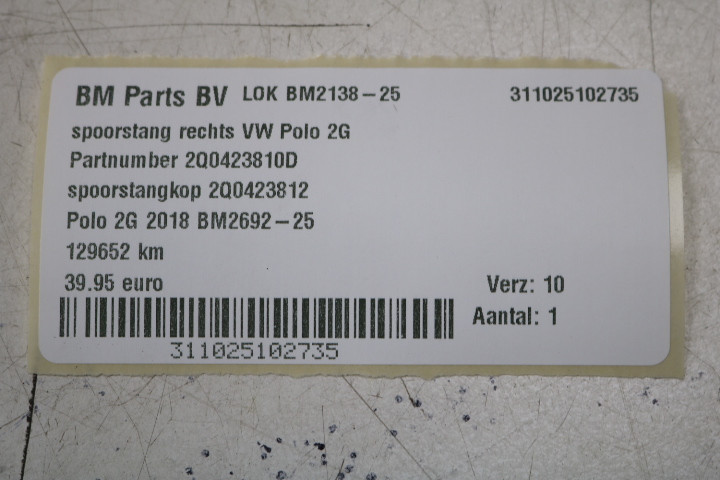 BM Parts BV LOK BM2138-25 311025102735
spoorstang rechts VW Polo 2G
Partnumber 2Q0423810D
spoorstangkop 2Q0423812
Polo 2G 2018 BM2692-25
129652 km
39.95 euro
Verz: 10
Aantal: 1
311025102735